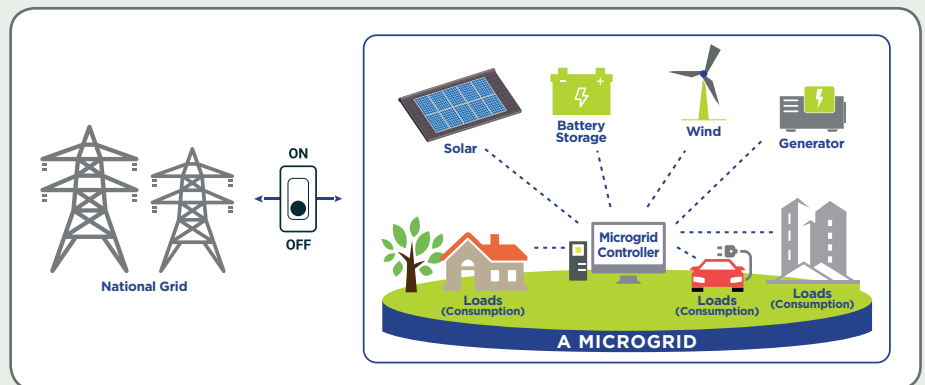 ON
OFF
National Grid
Solar
Battery
Storage
Wind
Generator
Microgrid
Controller
Loads
(Consumption)
Loads
(Consumption)
Loads
(Consumption)
A MICROGRID